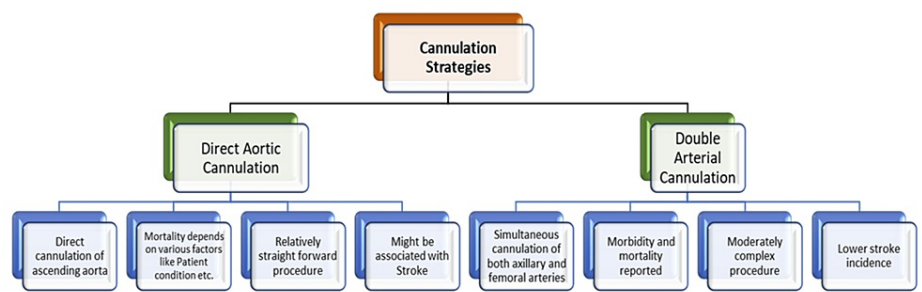 Cannulation
Strategies
Direct Aortic
Cannulation
Double
Arterial
Cannulation
Direct
cannulation of
ascending aorta
Mortality depends
on various factors
like Patient
condition etc.
Relatively
straight forward
procedure
Might be
associated with
Stroke
Simultaneous
cannulation of
both axillary and
femoral arteries
Morbidity and
mortality
reported
Moderately
complex
procedure
Lower stroke
incidence